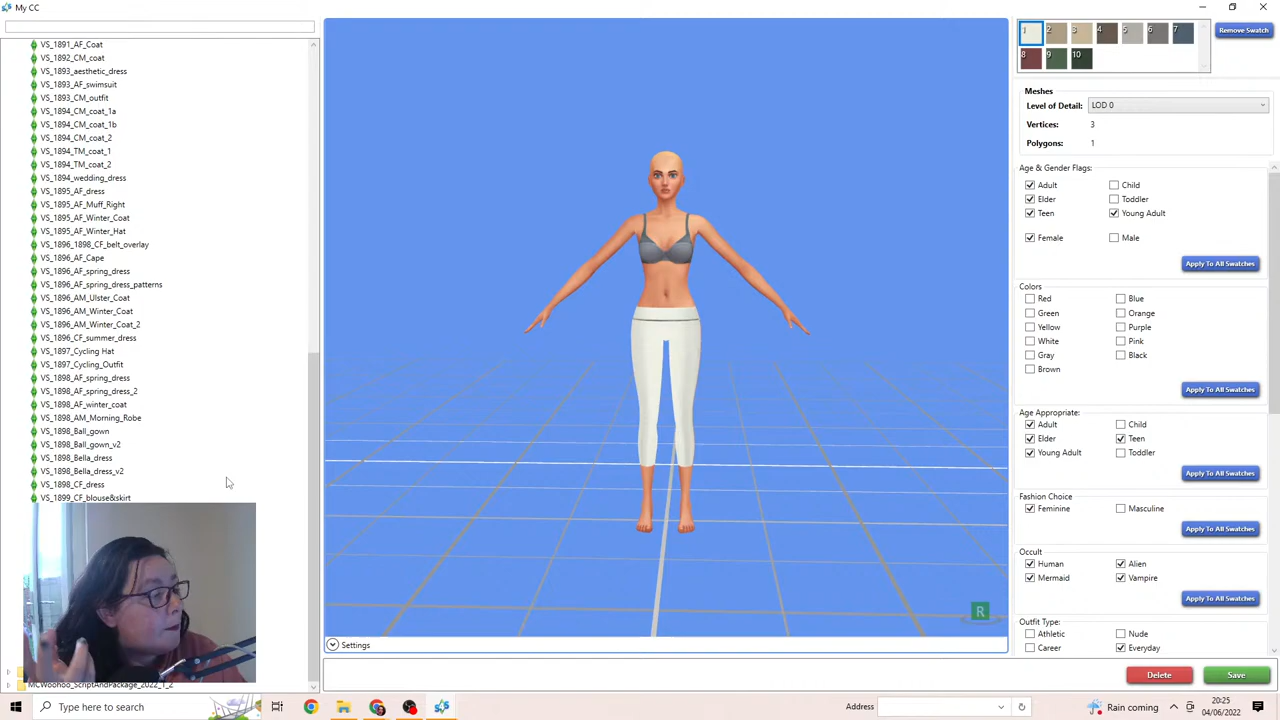 My CC
VS_1891_AF_Coat
VS_1892_CM_coat
VS_1893_aesthetic_dress
VS_1893_AF_swimsuit
VS_1893_CM_outfit
VS_1894_CM_coat_1a
VS_1894_CM_coat_1b
VS_1894_CM_coat_2
VS_1894_TM_coat_1
VS_1894_TM_coat_2
VS_1894_wedding_dress
VS_1895_AF_dress
VS_1895_AF_Muff_Right
VS_1895_AF_Winter_Coat
VS_1895_AF_Winter_Hat
VS_1896_1898_CF_belt_overlay
VS_1896_AF_Cape
VS_1896_AF_spring_dress
VS_1896_AF_spring_dress_patterns
VS_1896_AM_Ulster_Coat
VS_1896_AM_Winter_Coat
VS_1896_AM_Winter_Coat_2
VS_1896_CF_summer_dress
VS_1897_Cycling Hat
VS_1897_Cycling_Outfit
VS_1898_AF_spring_dress
VS_1898_AF_spring_dress_2
VS_1898_AF_winter_coat
VS_1898_AM_Morning_Robe
VS_1898_Ball_gown
VS_1898_Ball_gown_v2
VS_1898_Bella_dress
VS_1898_Bella_dress_v2
VS_1898_CF_dress
VS_1899_CF_blouse&skirt
MCWoohoo_ScriptAndPackage_2022_1_2
R
Settings
1 2 3 4 5 6 7
8 9 10
Remove Swatch
Meshes
Level of Detail: LOD 0
Vertices: 3
Polygons: 1
Age & Gender Flags:
Adult Child
Elder Toddler
Teen Young Adult
Female Male
Apply To All Swatches
Colors
Red Blue
Green Orange
Yellow Purple
White Pink
Gray Black
Brown
Apply To All Swatches
Age Appropriate:
Adult Child
Elder Teen
Young Adult Toddler
Apply To All Swatches
Fashion Choice
Feminine Masculine
Apply To All Swatches
Occult
Human Alien
Mermaid Vampire
Apply To All Swatches
Outfit Type:
Athletic Nude
Career Everyday
Delete Save
Type here to search
Address
Rain coming
20:25
04/06/2022